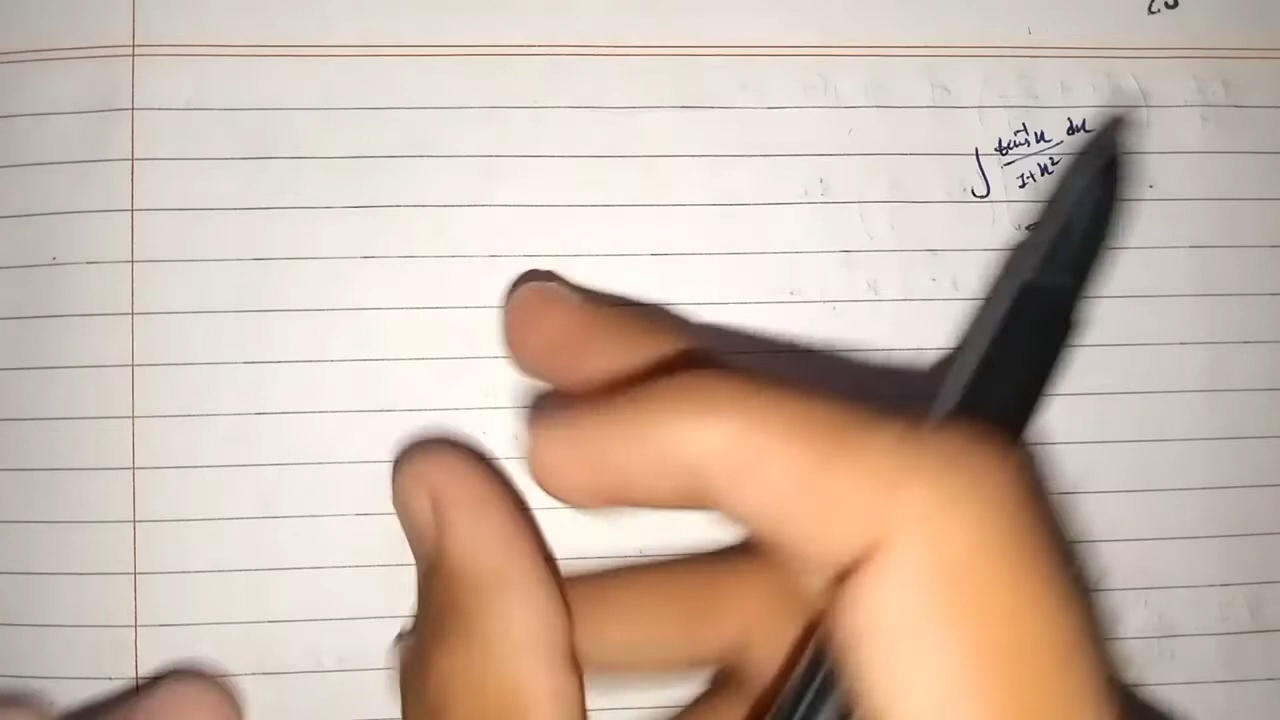 ∫ tan⁻¹x dx
1+x²